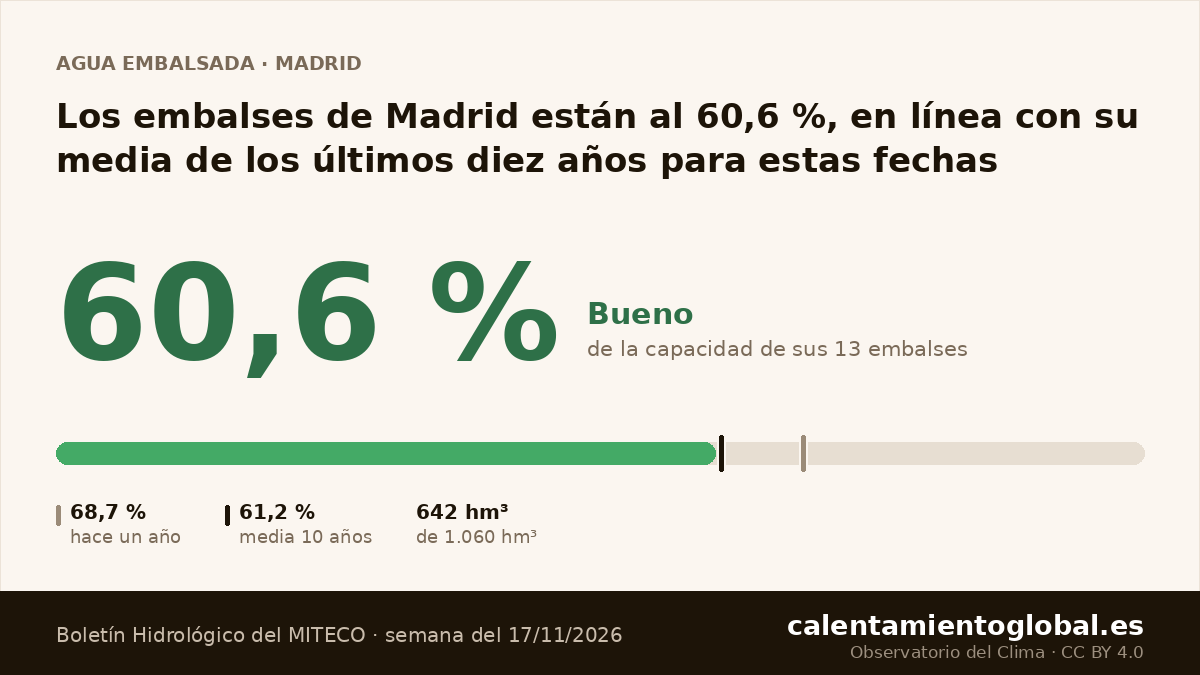 AGUA EMBALSADA · MADRID
Los embalses de Madrid están al 60,6 %, en línea con su
media de los últimos diez años para estas fechas
60,6 %
Bueno
de la capacidad de sus 13 embalses
68,7 %
hace un año
61,2 %
media 10 años
642 hm³
de 1.060 hm³
Boletín Hidrológico del MITECO · semana del 17/11/2026
calentamientoglobal.es
Observatorio del Clima · CC BY 4.0